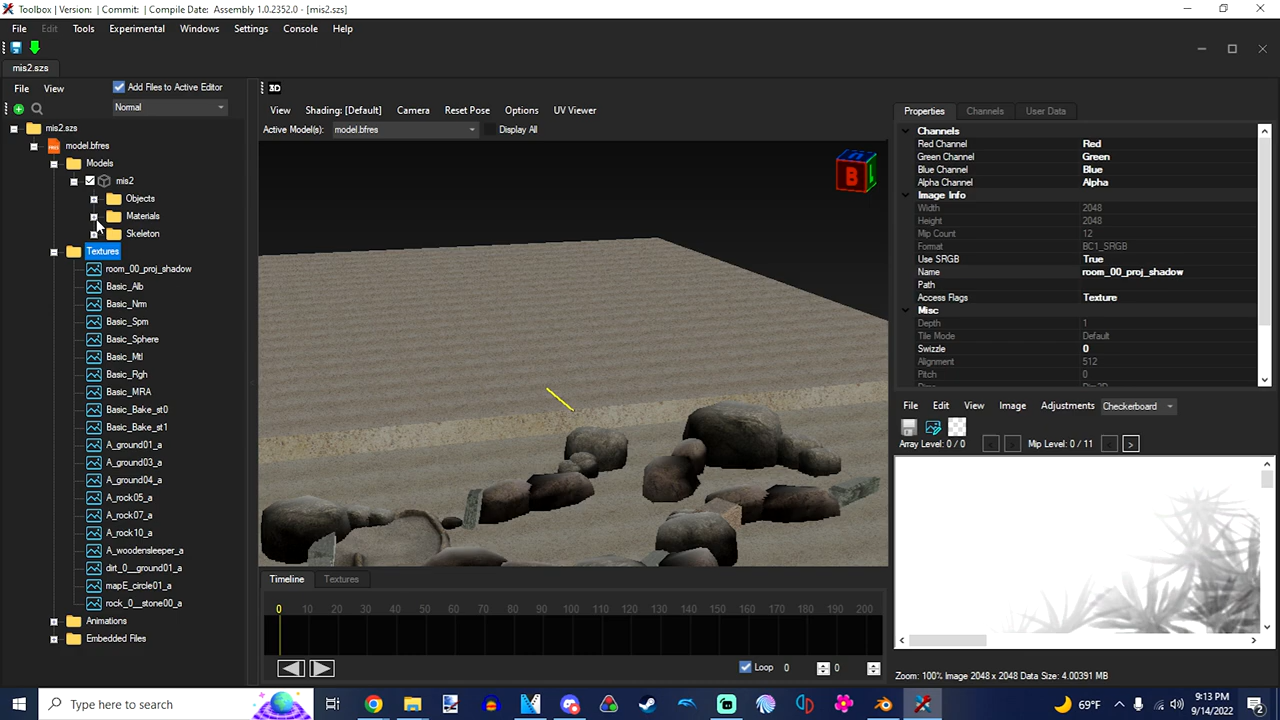 Toolbox | Version: | Commit: | Compile Date: Assembly 1.0.2352.0 - [mis2.szs]
File Edit Tools Experimental Windows Settings Console Help
mis2.szs
File View Add Files to Active Editor
Normal
mis2.szs
model.bfres
Models
mis2
Objects
Materials
Skeleton
Textures
room_00_proj_shadow
Basic_Alb
Basic_Nrm
Basic_Spm
Basic_Sphere
Basic_Mtl
Basic_Rgh
Basic_MRA
Basic_Bake_st0
Basic_Bake_st1
A_ground01_a
A_ground03_a
A_ground04_a
A_rock05_a
A_rock07_a
A_rock10_a
A_woodensleeper_a
dirt_0__ground01_a
mapE_circle01_a
rock_0__stone00_a
Animations
Embedded Files
3D
View Shading: [Default] Camera Reset Pose Options UV Viewer
Active Model(s): model.bfres Display All
B
Timeline Textures
0 10 20 30 40 50 60 70 80 90 100 110 120 130 140 150 160 170 180 190 200
Loop 0 0
Properties Channels User Data
Channels
Red Channel Red
Green Channel Green
Blue Channel Blue
Alpha Channel Alpha
Image Info
Width 2048
Height 2048
Mip Count 12
Format BC1_SRGB
Use SRGB True
Name room_00_proj_shadow
Path
Access Flags Texture
Misc
Depth 1
Tile Mode Default
Swizzle 0
Alignment 512
Pitch 0
File Edit View Image Adjustments Checkerboard
Array Level: 0 / 0 < > Mip Level: 0 / 11 < >
Zoom: 100% Image 2048 x 2048 Data Size: 4.00391 MB
Type here to search
69°F
9:13 PM
9/14/2022
2